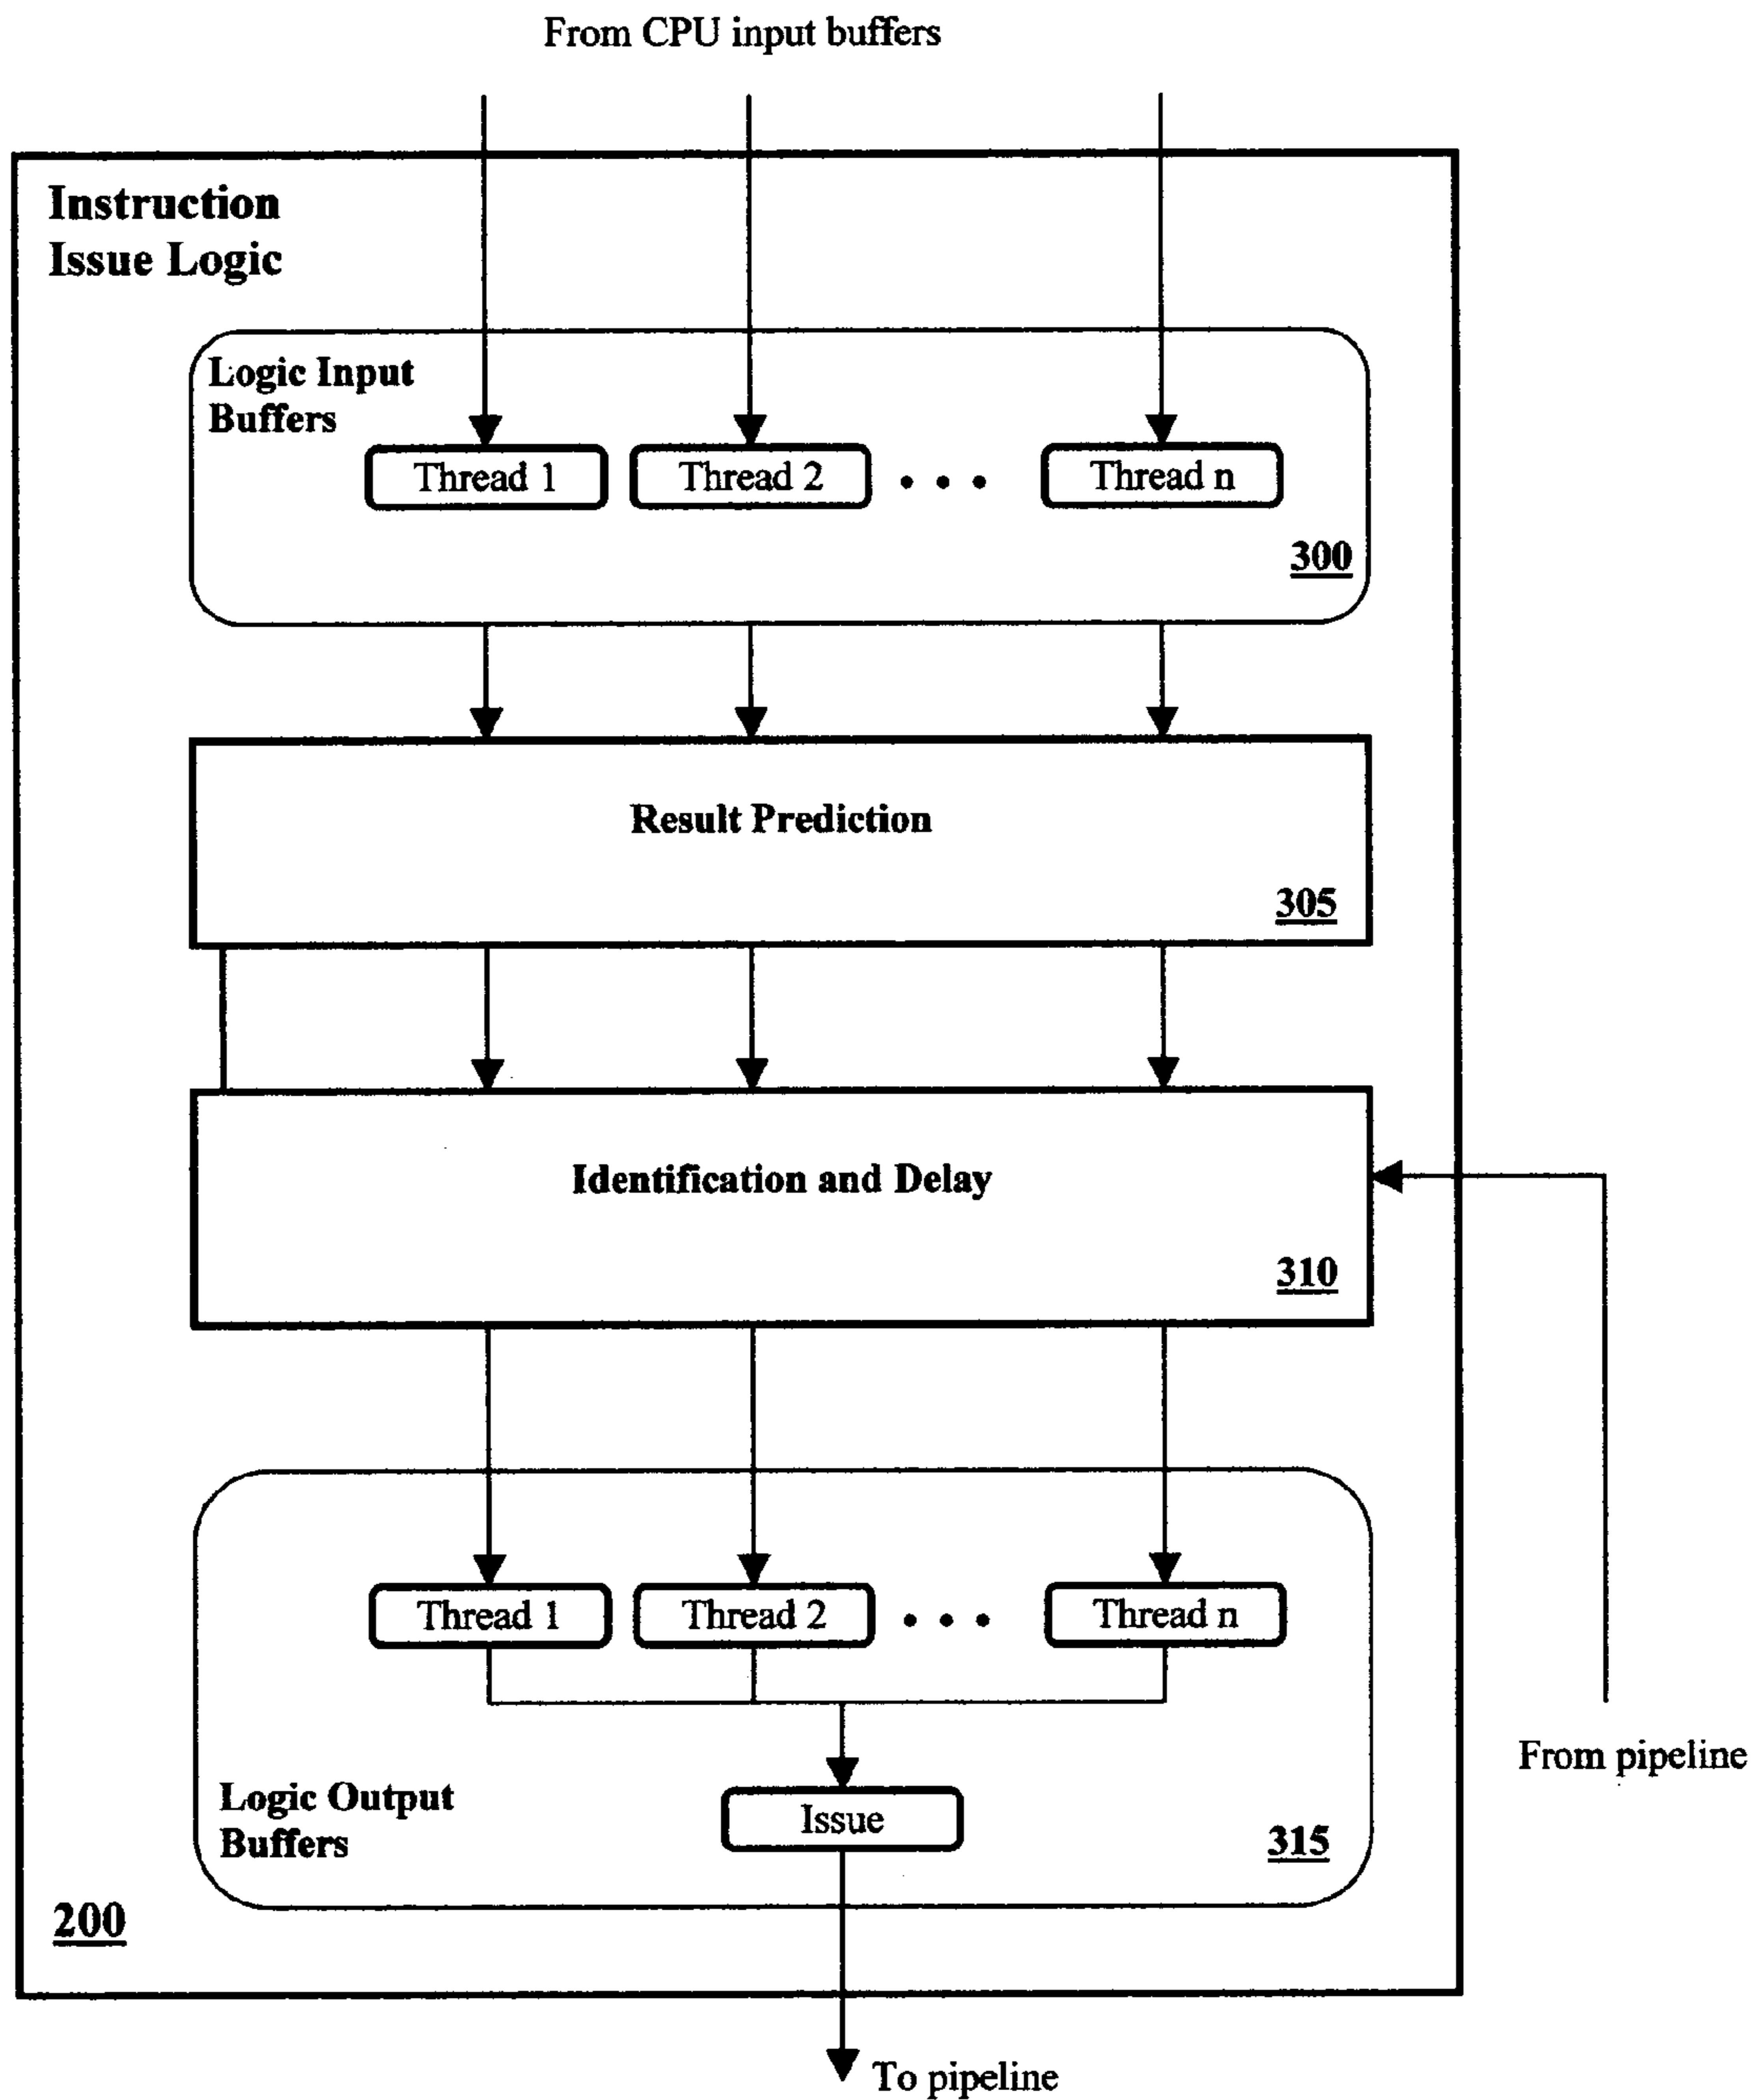 From CPU input buffers
Instruction
Issue Logic
Logic Input
Buffers
Thread 1
Thread 2
• • •
Thread n
300
Result Prediction
305
Identification and Delay
310
Thread 1
Thread 2
• • •
Thread n
From pipeline
Logic Output
Buffers
Issue
315
200
To pipeline